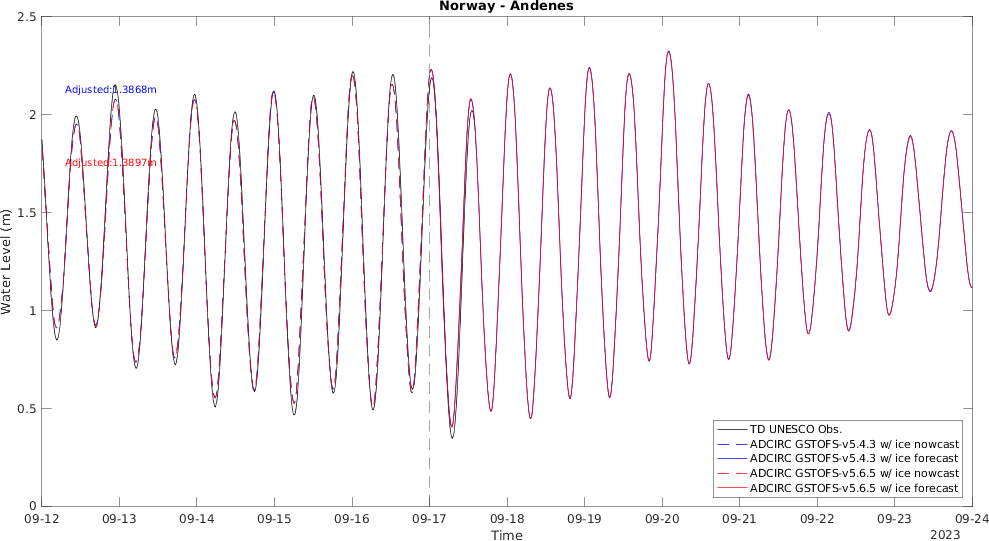 Norway - Andenes
2.5
2
1.5
1
0.5
0
Water Level (m)
Adjusted:1.3868m
Adjusted:1.3897m
TD UNESCO Obs.
ADCIRC GSTOFS-v5.4.3 w/ ice nowcast
ADCIRC GSTOFS-v5.4.3 w/ ice forecast
ADCIRC GSTOFS-v5.6.5 w/ ice nowcast
ADCIRC GSTOFS-v5.6.5 w/ ice forecast
09-12 09-13 09-14 09-15 09-16 09-17 09-18 09-19 09-20 09-21 09-22 09-23 09-24
Time
2023